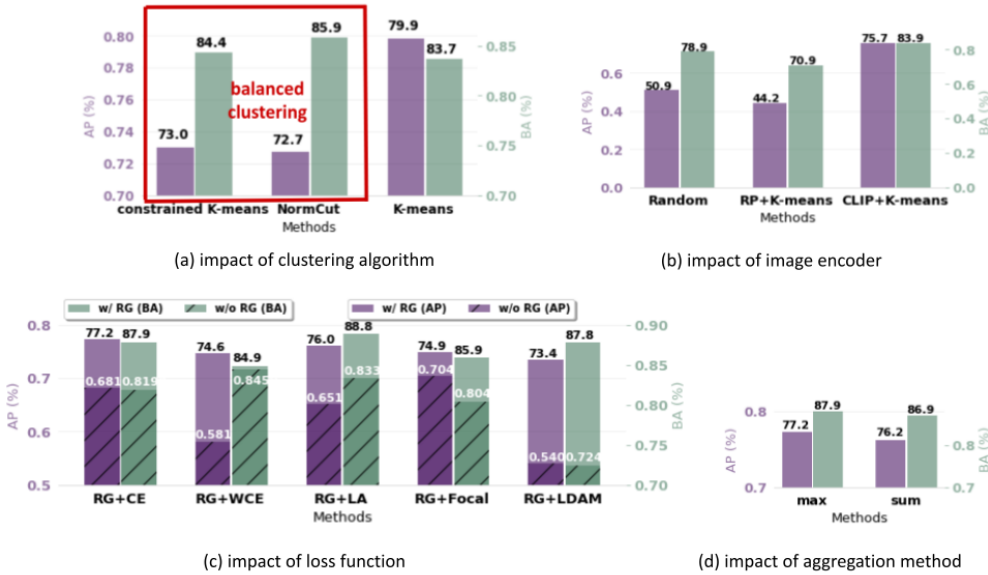 AP (%)
0.80
0.78
0.76
0.74
0.72
0.70
73.0
84.4
72.7
85.9
79.9
83.7
balanced
clustering
0.85
0.80
0.75
0.70
BA (%)
constrained K-means
NormCut
K-means
Methods
(a) impact of clustering algorithm
AP (%)
0.6
0.4
0.2
0.0
50.9
78.9
44.2
70.9
75.7
83.9
0.8
0.6
0.4
0.2
0.0
BA (%)
Random
RP+K-means
CLIP+K-means
Methods
(b) impact of image encoder
w/ RG (BA)
w/o RG (BA)
w/ RG (AP)
w/o RG (AP)
AP (%)
0.8
0.7
0.6
0.5
77.2
87.9
74.6
84.9
76.0
88.8
74.9
85.9
73.4
87.8
0.681
0.819
0.581
0.845
0.651
0.833
0.704
0.804
0.540
0.724
0.90
0.85
0.80
0.75
0.70
BA (%)
RG+CE
RG+WCE
RG+LA
RG+Focal
RG+LDAM
Methods
(c) impact of loss function
AP (%)
0.8
0.7
77.2
87.9
76.2
86.9
0.8
0.7
BA (%)
max
sum
Methods
(d) impact of aggregation method